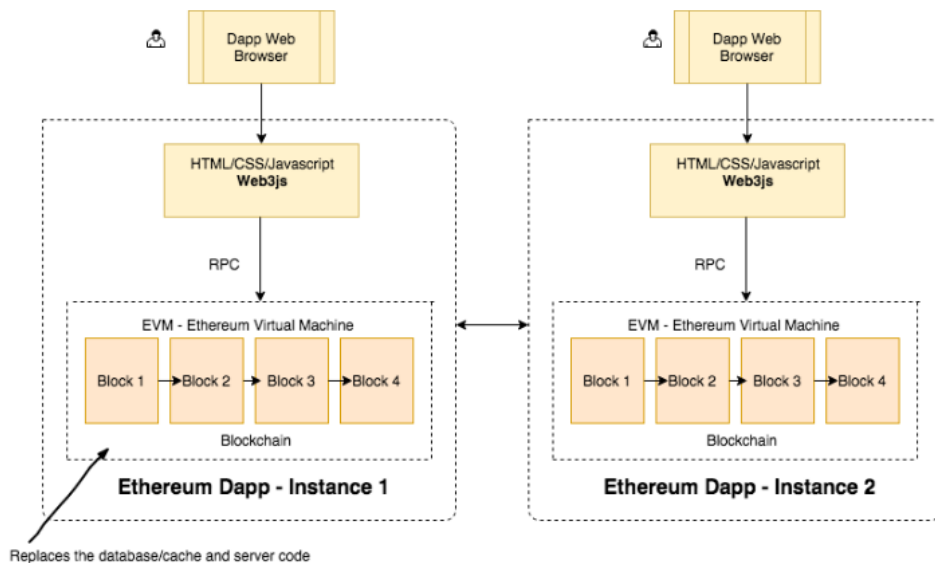 Dapp Web
Browser
HTML/CSS/Javascript
Web3js
RPC
EVM - Ethereum Virtual Machine
Block 1
Block 2
Block 3
Block 4
Blockchain
Ethereum Dapp - Instance 1
Replaces the database/cache and server code
Dapp Web
Browser
HTML/CSS/Javascript
Web3js
RPC
EVM - Ethereum Virtual Machine
Block 1
Block 2
Block 3
Block 4
Blockchain
Ethereum Dapp - Instance 2